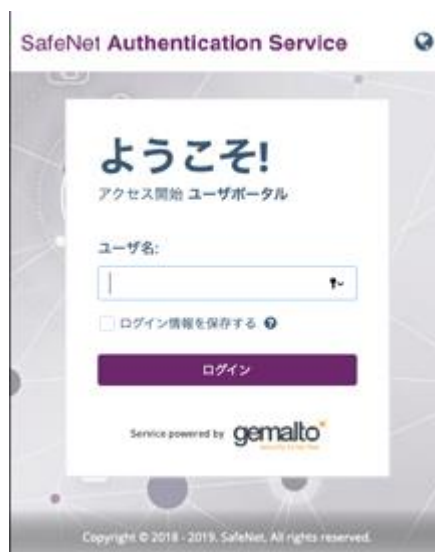 SafeNet Authentication Service
ようこそ!
アクセス開始 ユーザポータル
ユーザ名:
ログイン情報を保存する
ログイン
Service powered by gemalto
Copyright © 2018 - 2019. SafeNet, All rights reserved.